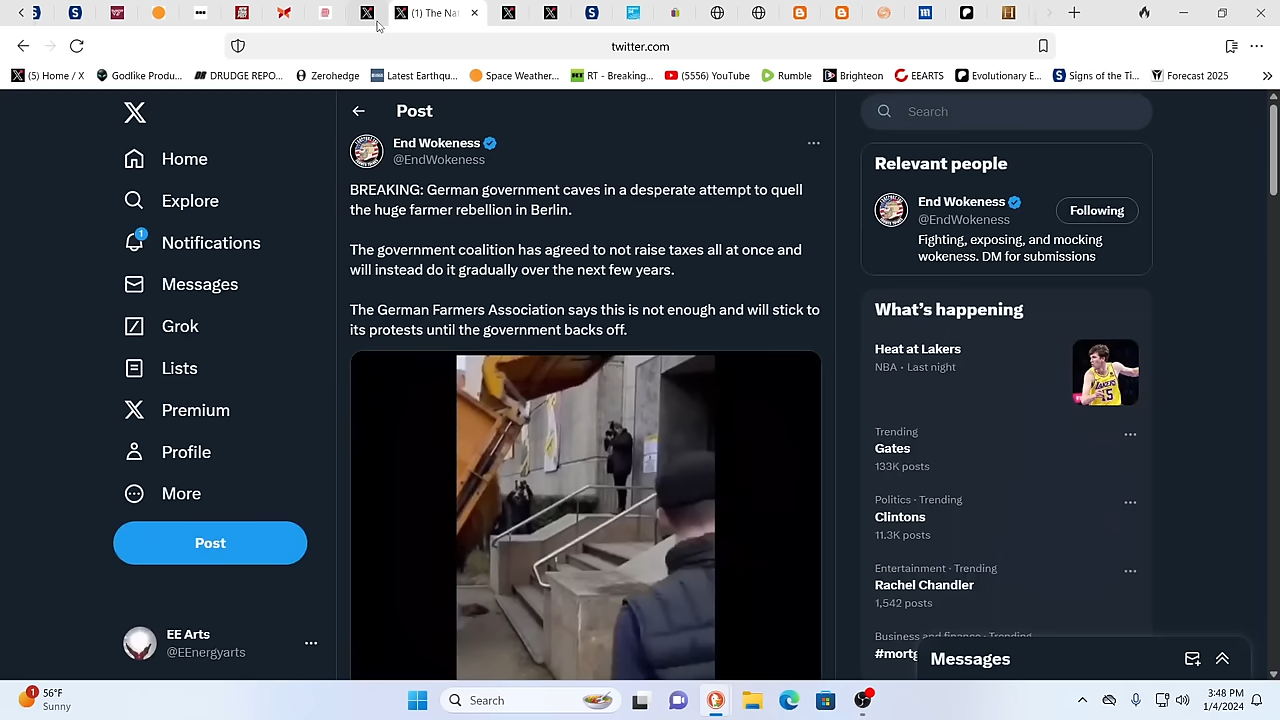 (1) The Nat
twitter.com
(5) Home / X
Godlike Produ...
DRUDGE REPO...
Zerohedge
Latest Earthqu...
Space Weather...
RT - Breaking...
(5556) YouTube
Rumble
Brighteon
EEARTS
Evolutionary E...
Signs of the Ti...
Forecast 2025
Home
Explore
1
Notifications
Messages
Grok
Lists
Premium
Profile
More
Post
EE Arts
@EEnergyarts
Post
End Wokeness
@EndWokeness
BREAKING: German government caves in a desperate attempt to quell
the huge farmer rebellion in Berlin.
The government coalition has agreed to not raise taxes all at once and
will instead do it gradually over the next few years.
The German Farmers Association says this is not enough and will stick to
its protests until the government backs off.
Search
Relevant people
End Wokeness
@EndWokeness
Following
Fighting, exposing, and mocking
wokeness. DM for submissions
What's happening
Heat at Lakers
NBA · Last night
Trending
Gates
133K posts
Politics · Trending
Clintons
11.3K posts
Entertainment · Trending
Rachel Chandler
1,542 posts
Business and finance · Trending
#mortg
Messages
1
56°F
Sunny
Search
3:48 PM
1/4/2024